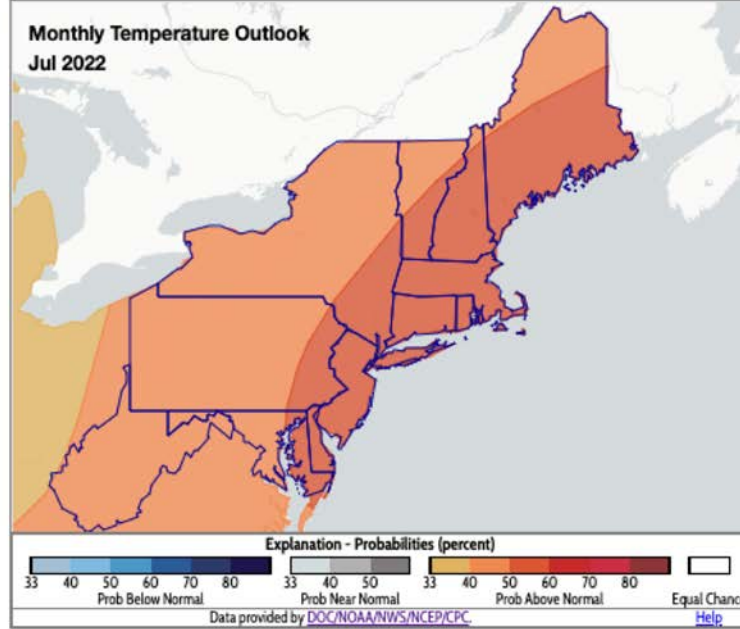 Monthly Temperature Outlook
Jul 2022
Explanation - Probabilities (percent)
33 40 50 60 70 80 33 40 50 33 40 50 60 70 80
Prob Below Normal Prob Near Normal Prob Above Normal Equal Chanc
Data provided by DOC/NOAA/NWS/NCEP/CPC. Help